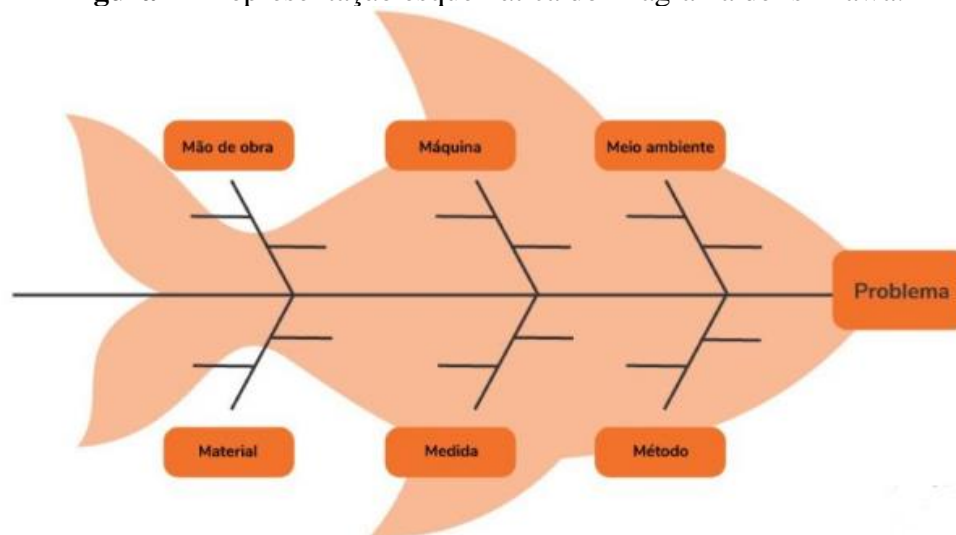 Mão de obra
Máquina
Meio ambiente
Problema
Material
Medida
Método